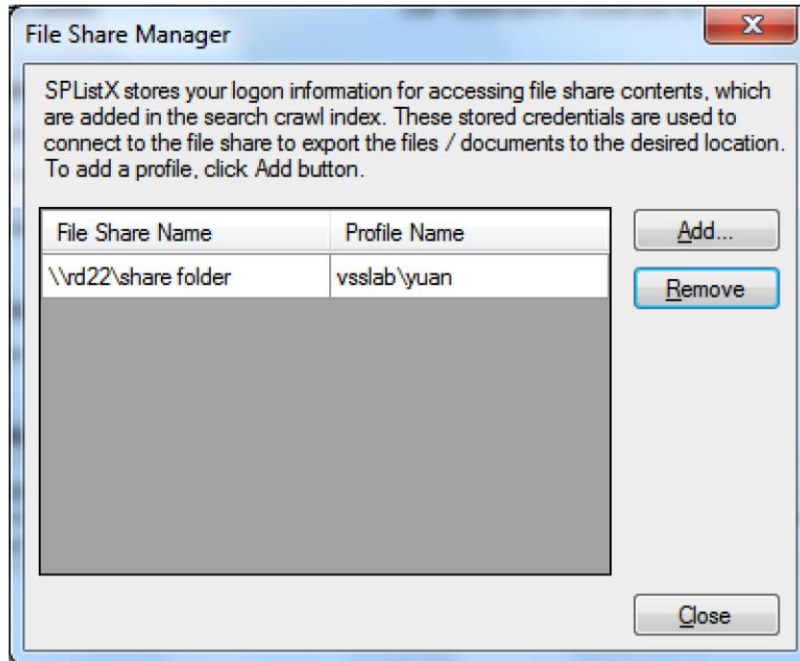 File Share Manager
SPListX stores your logon information for accessing file share contents, which
are added in the search crawl index. These stored credentials are used to
connect to the file share to export the files / documents to the desired location.
To add a profile, click Add button.
File Share Name Profile Name
\\rd22\share folder vsslab\yuan
Add...
Remove
Close